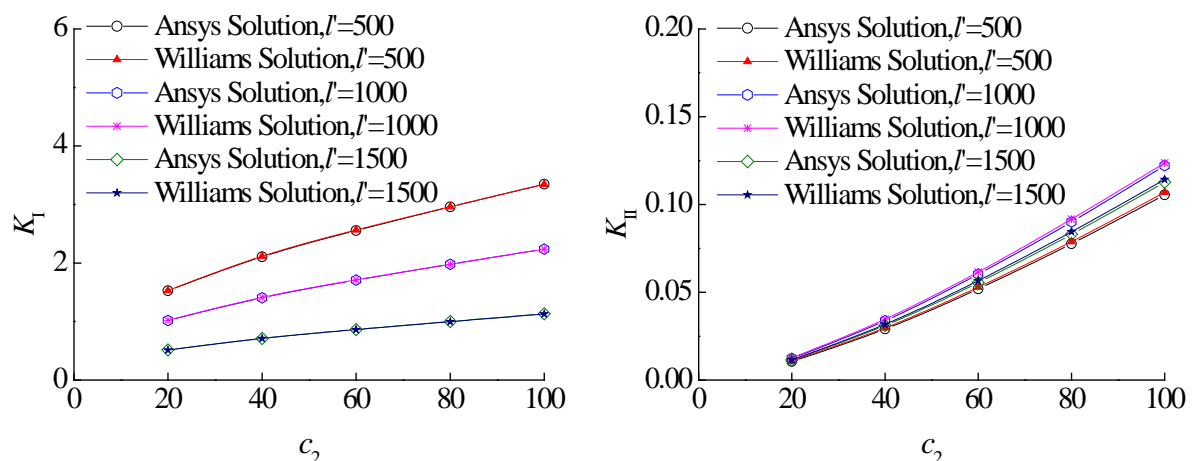 6
4
2
0
K_I
Ansys Solution,l'=500
Williams Solution,l'=500
Ansys Solution,l'=1000
Williams Solution,l'=1000
Ansys Solution,l'=1500
Williams Solution,l'=1500
0 20 40 60 80 100
c_2
0.20
0.15
0.10
0.05
0.00
K_II
Ansys Solution,l'=500
Williams Solution,l'=500
Ansys Solution,l'=1000
Williams Solution,l'=1000
Ansys Solution,l'=1500
Williams Solution,l'=1500
0 20 40 60 80 100
c_2